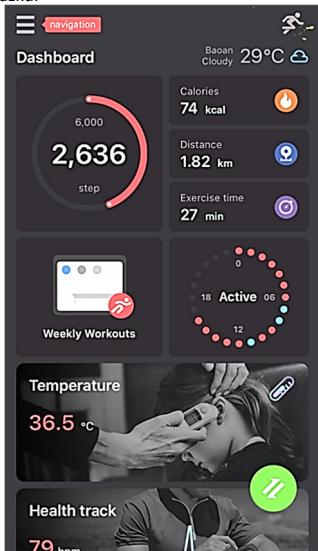 navigation
Dashboard
Baoan
Cloudy
29°C
6,000
2,636
step
Calories
74 kcal
Distance
1.82 km
Exercise time
27 min
Weekly Workouts
0
18 Active 06
12
Temperature
36.5 °C
Health track
79 bpm